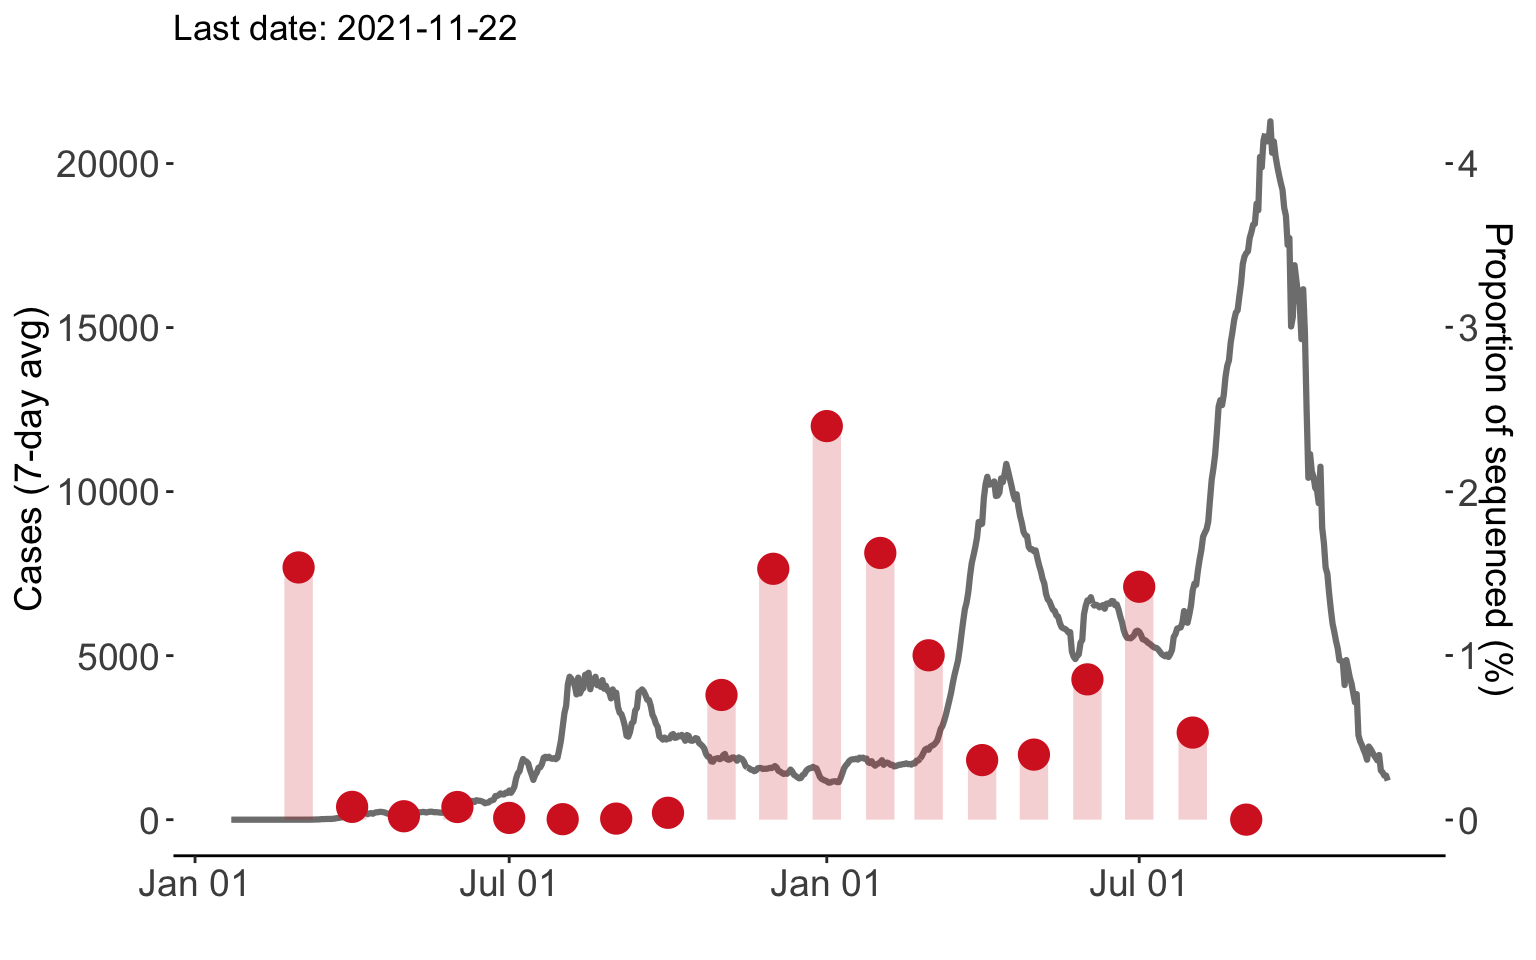 Last date: 2021-11-22
Cases (7-day avg)
20000
15000
10000
5000
0
4
3
2
1
0
Proportion of sequenced (%)
Jan 01
Jul 01
Jan 01
Jul 01